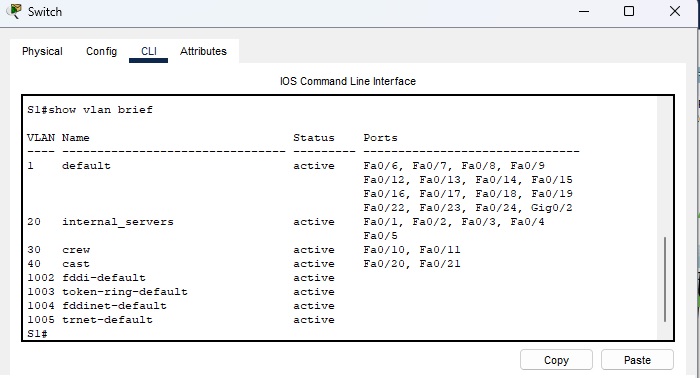 Switch
Physical Config CLI Attributes
IOS Command Line Interface
S1#show vlan brief
VLAN Name                             Status    Ports
---- -------------------------------- --------- -------------------------------
1    default                          active    Fa0/6, Fa0/7, Fa0/8, Fa0/9
                                                Fa0/12, Fa0/13, Fa0/14, Fa0/15
                                                Fa0/16, Fa0/17, Fa0/18, Fa0/19
                                                Fa0/22, Fa0/23, Fa0/24, Gig0/2
20   internal_servers                 active    Fa0/1, Fa0/2, Fa0/3, Fa0/4
                                                Fa0/5
30   crew                             active    Fa0/10, Fa0/11
40   cast                             active    Fa0/20, Fa0/21
1002 fddi-default                     active
1003 token-ring-default               active
1004 fddinet-default                  active
1005 trnet-default                    active
S1#
Copy Paste